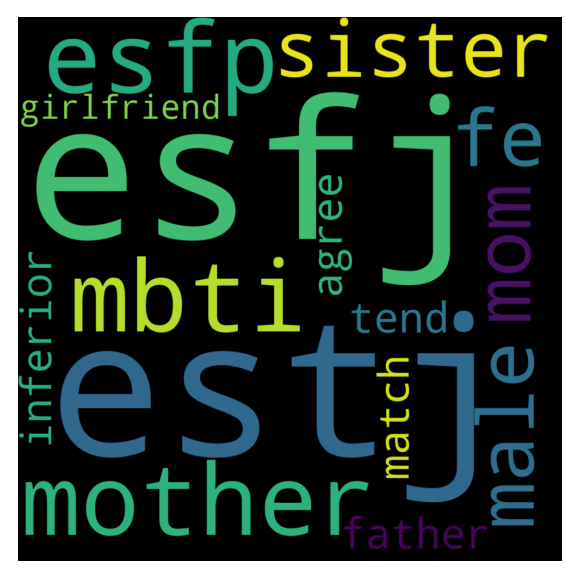 esfp
sister
girlfriend
esfj
fe
agree
mom
mbti
inferior
tend
estj
match
male
mother
father